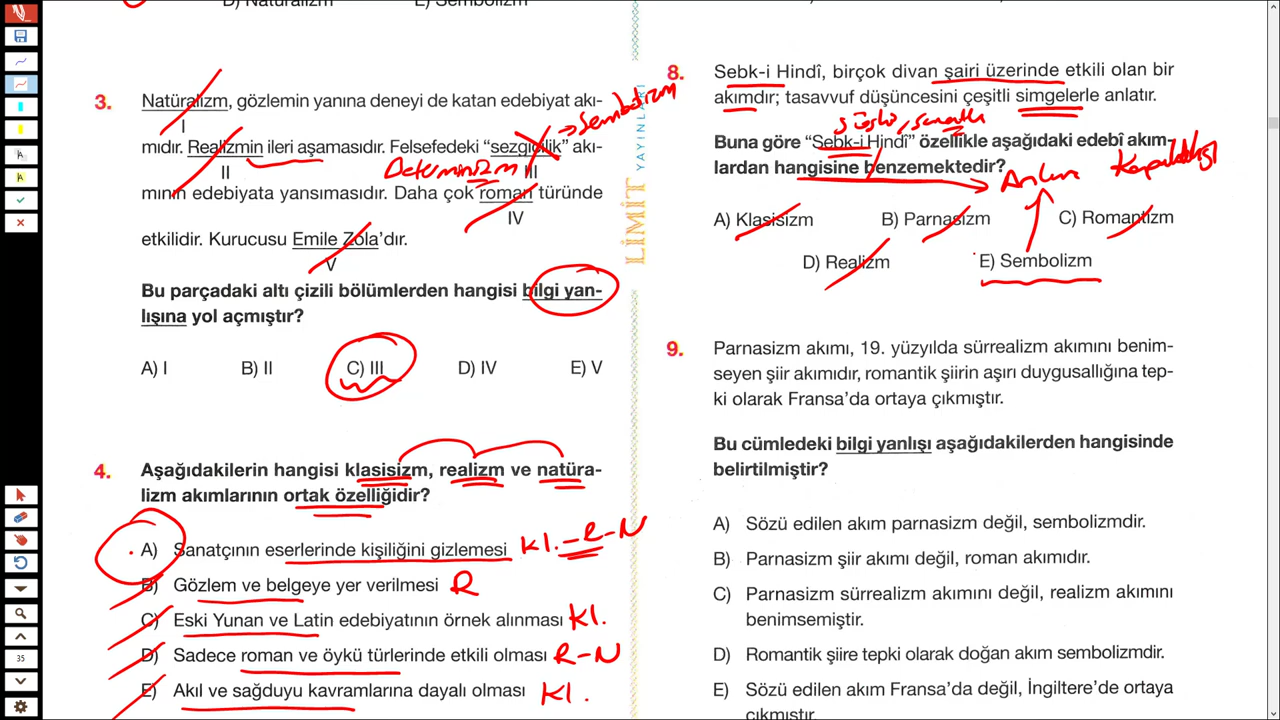 D) Natüralizm E) Sembolizm
3. Natüralizm, gözlemin yanına deneyi de katan edebiyat akı-
I
→Sembolizm
mıdır. Realizmin ileri aşamasıdır. Felsefedeki “sezgicilik” akı-
II III
Determinizm
mının edebiyata yansımasıdır. Daha çok roman türünde
IV
etkilidir. Kurucusu Emile Zola’dır.
V
Bu parçadaki altı çizili bölümlerden hangisi bilgi yan-
lışına yol açmıştır?
A) I B) II C) III D) IV E) V
4. Aşağıdakilerin hangisi klasisizm, realizm ve natüra-
lizm akımlarının ortak özelliğidir?
A) Sanatçının eserlerinde kişiliğini gizlemesi Kl. – R – N
B) Gözlem ve belgeye yer verilmesi R
C) Eski Yunan ve Latin edebiyatının örnek alınması Kl.
D) Sadece roman ve öykü türlerinde etkili olması R – N
E) Akıl ve sağduyu kavramlarına dayalı olması Kl.
LİMİT YAYINLARI
8. Sebk-i Hindî, birçok divan şairi üzerinde etkili olan bir
akımdır; tasavvuf düşüncesini çeşitli simgelerle anlatır.
süslü, sanatlı
Buna göre “Sebk-i Hindî” özellikle aşağıdaki edebî akım-
lardan hangisine benzemektedir?
Anlam Kapalılığı
A) Klasisizm B) Parnasizm C) Romantizm
D) Realizm E) Sembolizm
9. Parnasizm akımı, 19. yüzyılda sürrealizm akımını benim-
seyen şiir akımıdır, romantik şiirin aşırı duygusallığına tep-
ki olarak Fransa’da ortaya çıkmıştır.
Bu cümledeki bilgi yanlışı aşağıdakilerden hangisinde
belirtilmiştir?
A) Sözü edilen akım parnasizm değil, sembolizmdir.
B) Parnasizm şiir akımı değil, roman akımıdır.
C) Parnasizm sürrealizm akımını değil, realizm akımını
benimsemiştir.
D) Romantik şiire tepki olarak doğan akım sembolizmdir.
E) Sözü edilen akım Fransa’da değil, İngiltere’de ortaya
çıkmıştır.
35